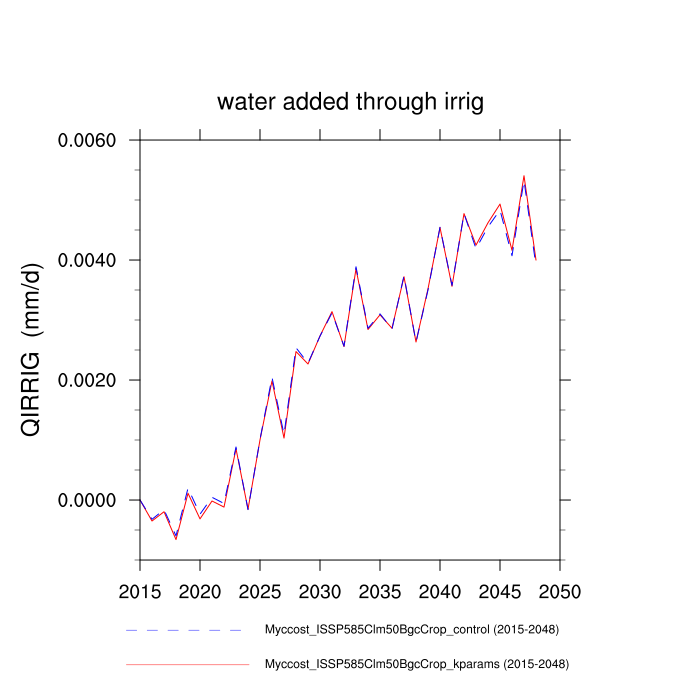 water added through irrig
0.0060
0.0040
0.0020
0.0000
QIRRIG (mm/d)
2015 2020 2025 2030 2035 2040 2045 2050
Myccost_ISSP585Clm50BgcCrop_control (2015-2048)
Myccost_ISSP585Clm50BgcCrop_kparams (2015-2048)